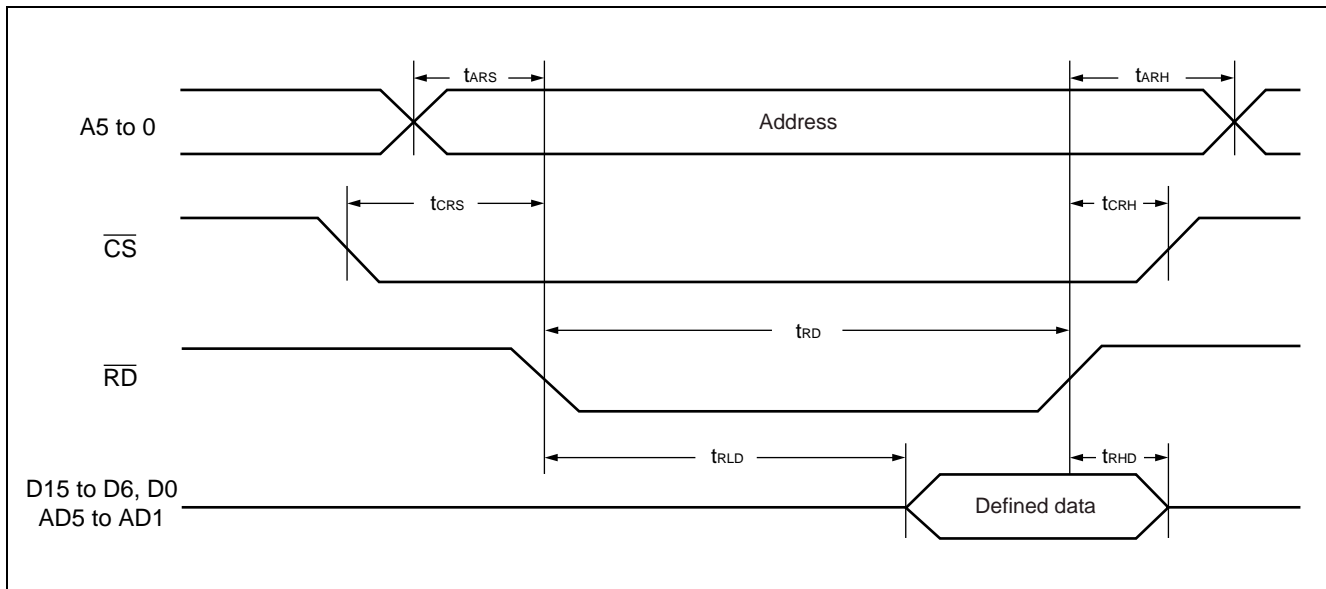 tARS
tARH
A5 to 0
Address
tCRS
tCRH
CS
tRD
RD
tRLD
tRHD
D15 to D6, D0
AD5 to AD1
Defined data